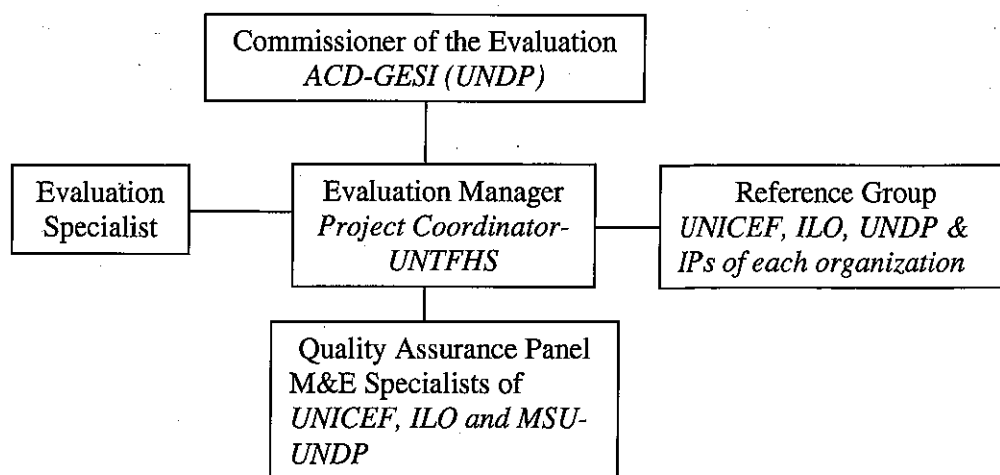 Commissioner of the Evaluation
ACD-GESI (UNDP)
Evaluation
Specialist
Evaluation Manager
Project Coordinator-
UNTFHS
Reference Group
UNICEF, ILO, UNDP &
IPs of each organization
Quality Assurance Panel
M&E Specialists of
UNICEF, ILO and MSU-
UNDP